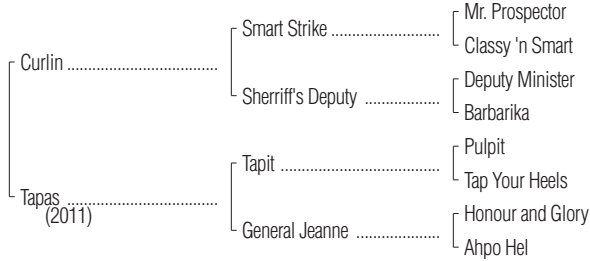 Mr. Prospector
Smart Strike ........................
Classy 'n Smart
Curlin .................................
Deputy Minister
Sherriff's Deputy ................
Barbarika
Pulpit
Tapit ..................................
Tap Your Heels
Tapas .................................
(2011)
Honour and Glory
General Jeanne ..................
Ahpo Hel